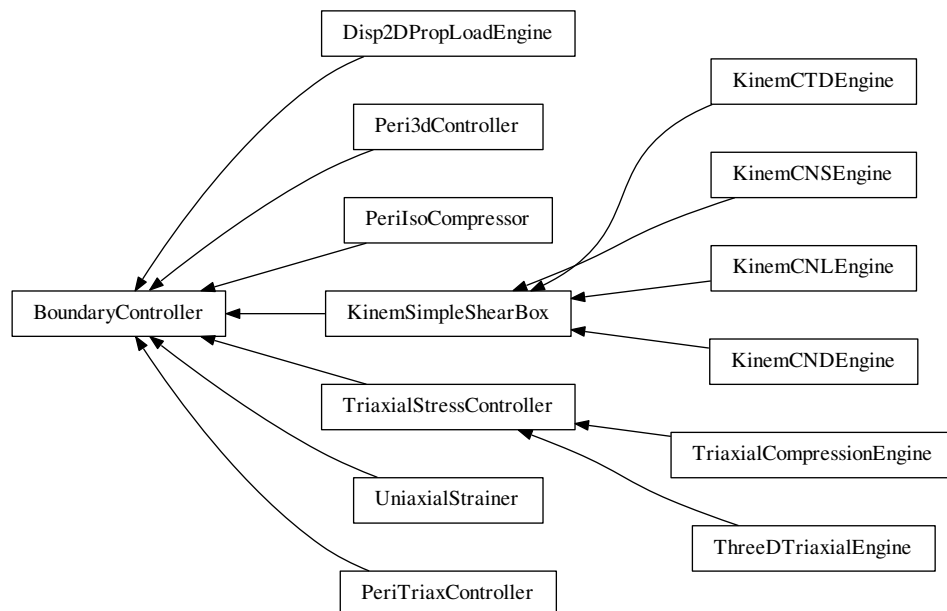 Disp2DPropLoadEngine
KinemCTDEngine
Peri3dController
KinemCNSEngine
PeriIsoCompressor
KinemCNLEngine
BoundaryController
KinemSimpleShearBox
KinemCNDEngine
TriaxialStressController
TriaxialCompressionEngine
UniaxialStrainer
ThreeDTriaxialEngine
PeriTriaxController